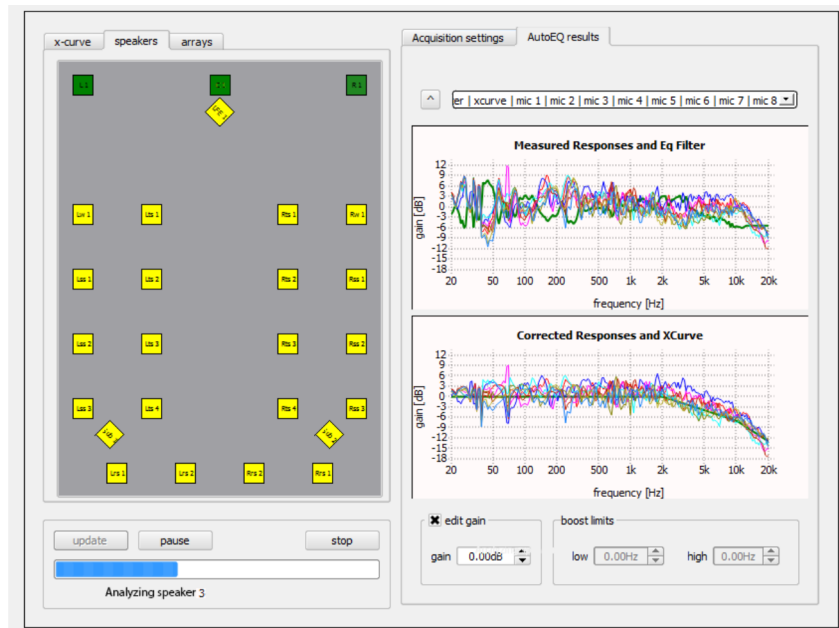 x-curve
speakers
arrays
L 1
R 1
LFE 1
Lw 1
Lts 1
Rts 1
Rw 1
Lss 1
Lts 2
Rts 2
Rss 1
Lss 2
Lts 3
Rts 3
Rss 2
Lss 3
Lts 4
Rts 4
Rss 3
Lrs 1
Lrs 2
Rrs 2
Rrs 1
update
pause
stop
Analyzing speaker 3
Acquisition settings
AutoEQ results
^
er | xcurve | mic 1 | mic 2 | mic 3 | mic 4 | mic 5 | mic 6 | mic 7 | mic 8
Measured Responses and Eq Filter
gain [dB]
12
9
6
3
0
-3
-6
-9
-12
-15
-18
20 50 100 200 500 1k 2k 5k 10k 20k
frequency [Hz]
Corrected Responses and XCurve
gain [dB]
12
9
6
3
0
-3
-6
-9
-12
-15
-18
20 50 100 200 500 1k 2k 5k 10k 20k
frequency [Hz]
edit gain
gain 0.00dB
boost limits
low 0.00Hz
high 0.00Hz